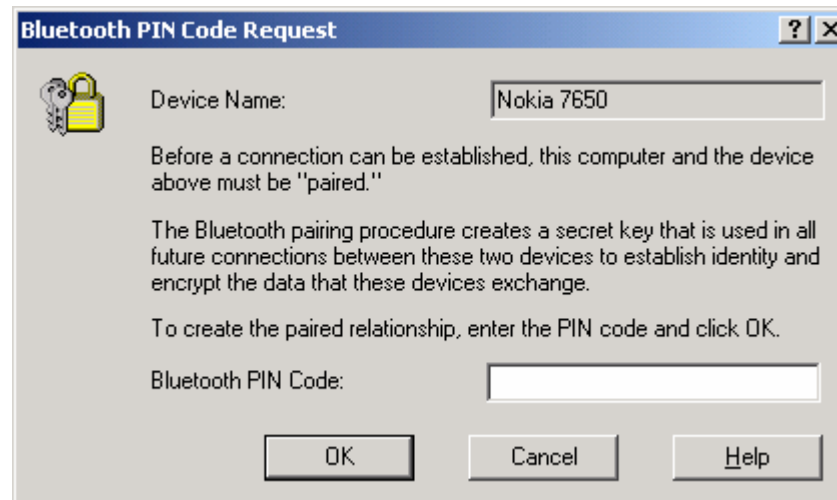 Bluetooth PIN Code Request
Device Name: Nokia 7650
Before a connection can be established, this computer and the device
above must be "paired."
The Bluetooth pairing procedure creates a secret key that is used in all
future connections between these two devices to establish identity and
encrypt the data that these devices exchange.
To create the paired relationship, enter the PIN code and click OK.
Bluetooth PIN Code:
OK Cancel Help